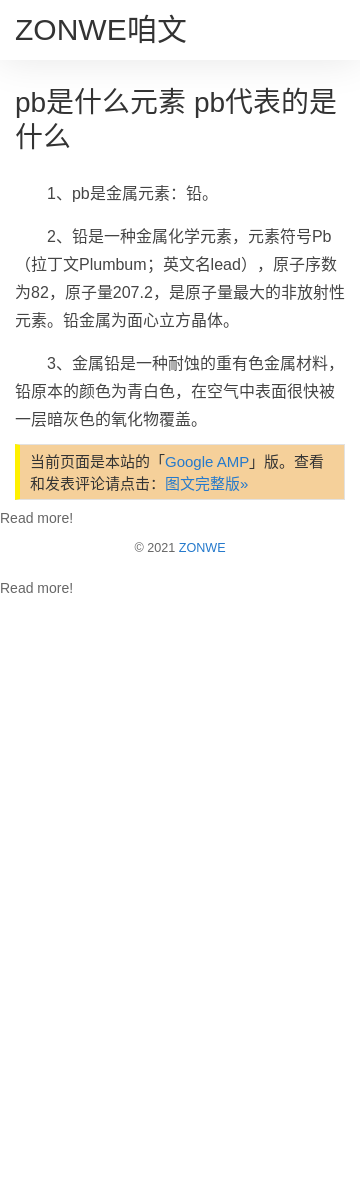 ZONWE咱文
pb是什么元素 pb代表的是
什么
1、pb是金属元素：铅。
2、铅是一种金属化学元素，元素符号Pb
（拉丁文Plumbum；英文名lead），原子序数
为82，原子量207.2，是原子量最大的非放射性
元素。铅金属为面心立方晶体。
3、金属铅是一种耐蚀的重有色金属材料，
铅原本的颜色为青白色，在空气中表面很快被
一层暗灰色的氧化物覆盖。
当前页面是本站的「Google AMP」版。查看
和发表评论请点击：图文完整版»
Read more!
© 2021 ZONWE
Read more!